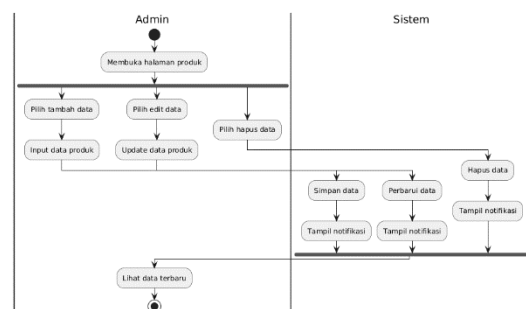 Admin
Sistem
Membuka halaman produk
Pilih tambah data
Pilih edit data
Pilih hapus data
Input data produk
Update data produk
Hapus data
Simpan data
Perbarui data
Tampil notifikasi
Tampil notifikasi
Tampil notifikasi
Lihat data terbaru